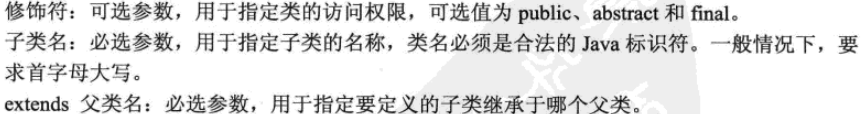 修饰符：可选参数，用于指定类的访问权限，可选值为 public、abstract 和 final。
子类名：必选参数，用于指定子类的名称，类名必须是合法的 Java 标识符。一般情况下，要
求首字母大写。
extends 父类名：必选参数，用于指定要定义的子类继承于哪个父类。